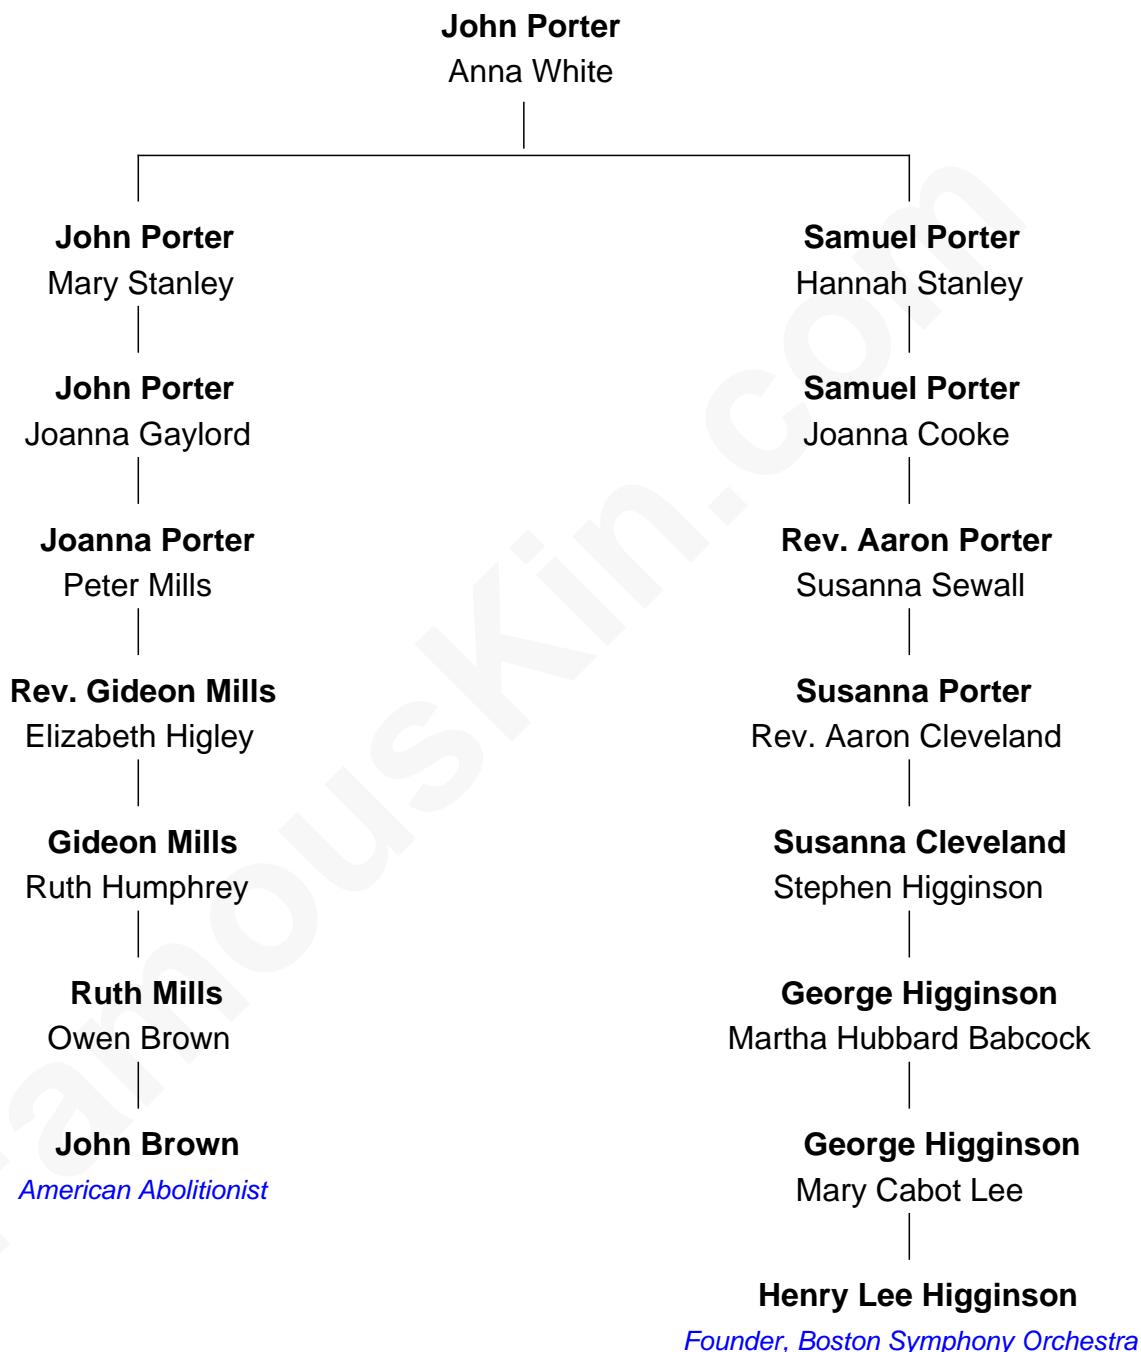 John Porter
Anna White
John Porter
Mary Stanley
Samuel Porter
Hannah Stanley
John Porter
Joanna Gaylord
Samuel Porter
Joanna Cooke
Joanna Porter
Peter Mills
Rev. Aaron Porter
Susanna Sewall
Rev. Gideon Mills
Elizabeth Higley
Susanna Porter
Rev. Aaron Cleveland
Gideon Mills
Ruth Humphrey
Susanna Cleveland
Stephen Higginson
Ruth Mills
Owen Brown
George Higginson
Martha Hubbard Babcock
John Brown
American Abolitionist
George Higginson
Mary Cabot Lee
Henry Lee Higginson
Founder, Boston Symphony Orchestra
FamousKin.com